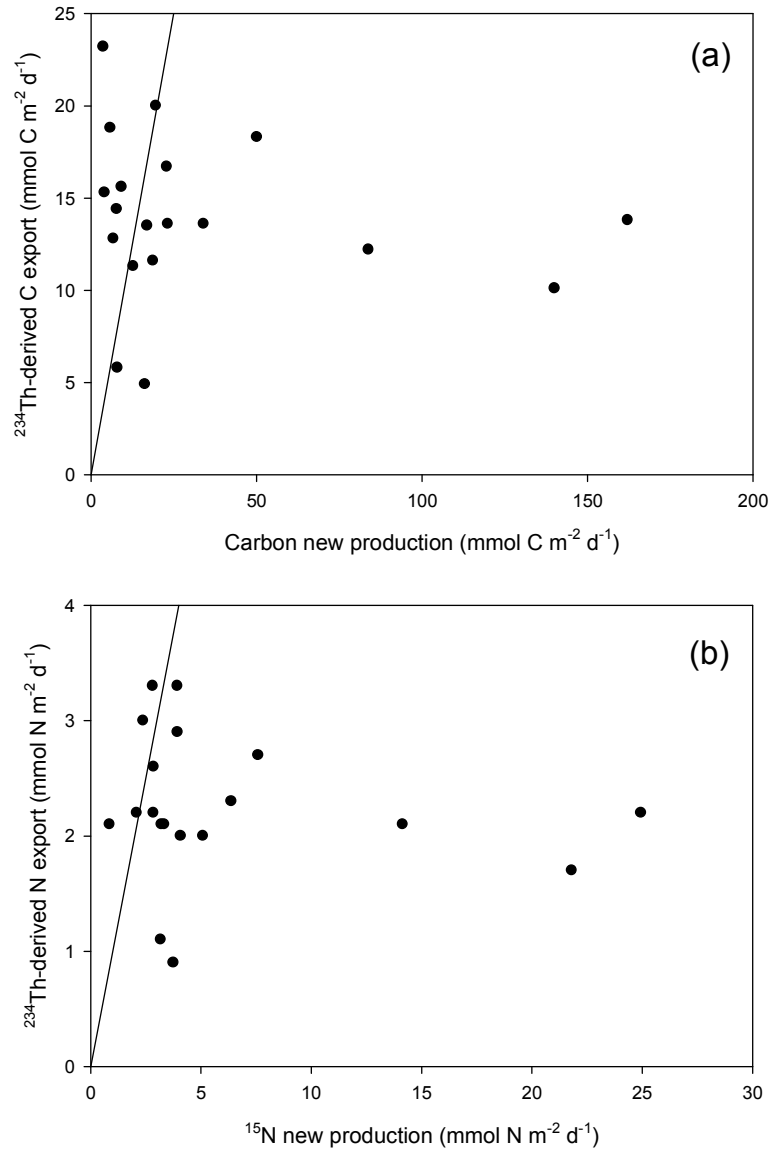 (a)
25
20
15
10
5
0
²³⁴Th-derived C export (mmol C m⁻² d⁻¹)
0 50 100 150 200
Carbon new production (mmol C m⁻² d⁻¹)
(b)
4
3
2
1
0
²³⁴Th-derived N export (mmol N m⁻² d⁻¹)
0 5 10 15 20 25 30
¹⁵N new production (mmol N m⁻² d⁻¹)